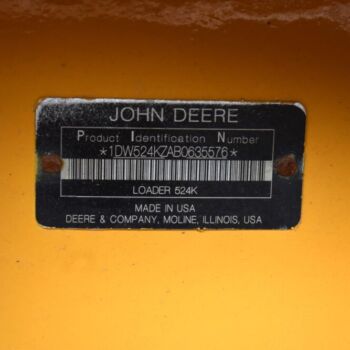 JOHN DEERE
Product Identification Number
*1DW524KZAB0635576*
LOADER 524K
MADE IN USA
DEERE & COMPANY, MOLINE, ILLINOIS, USA